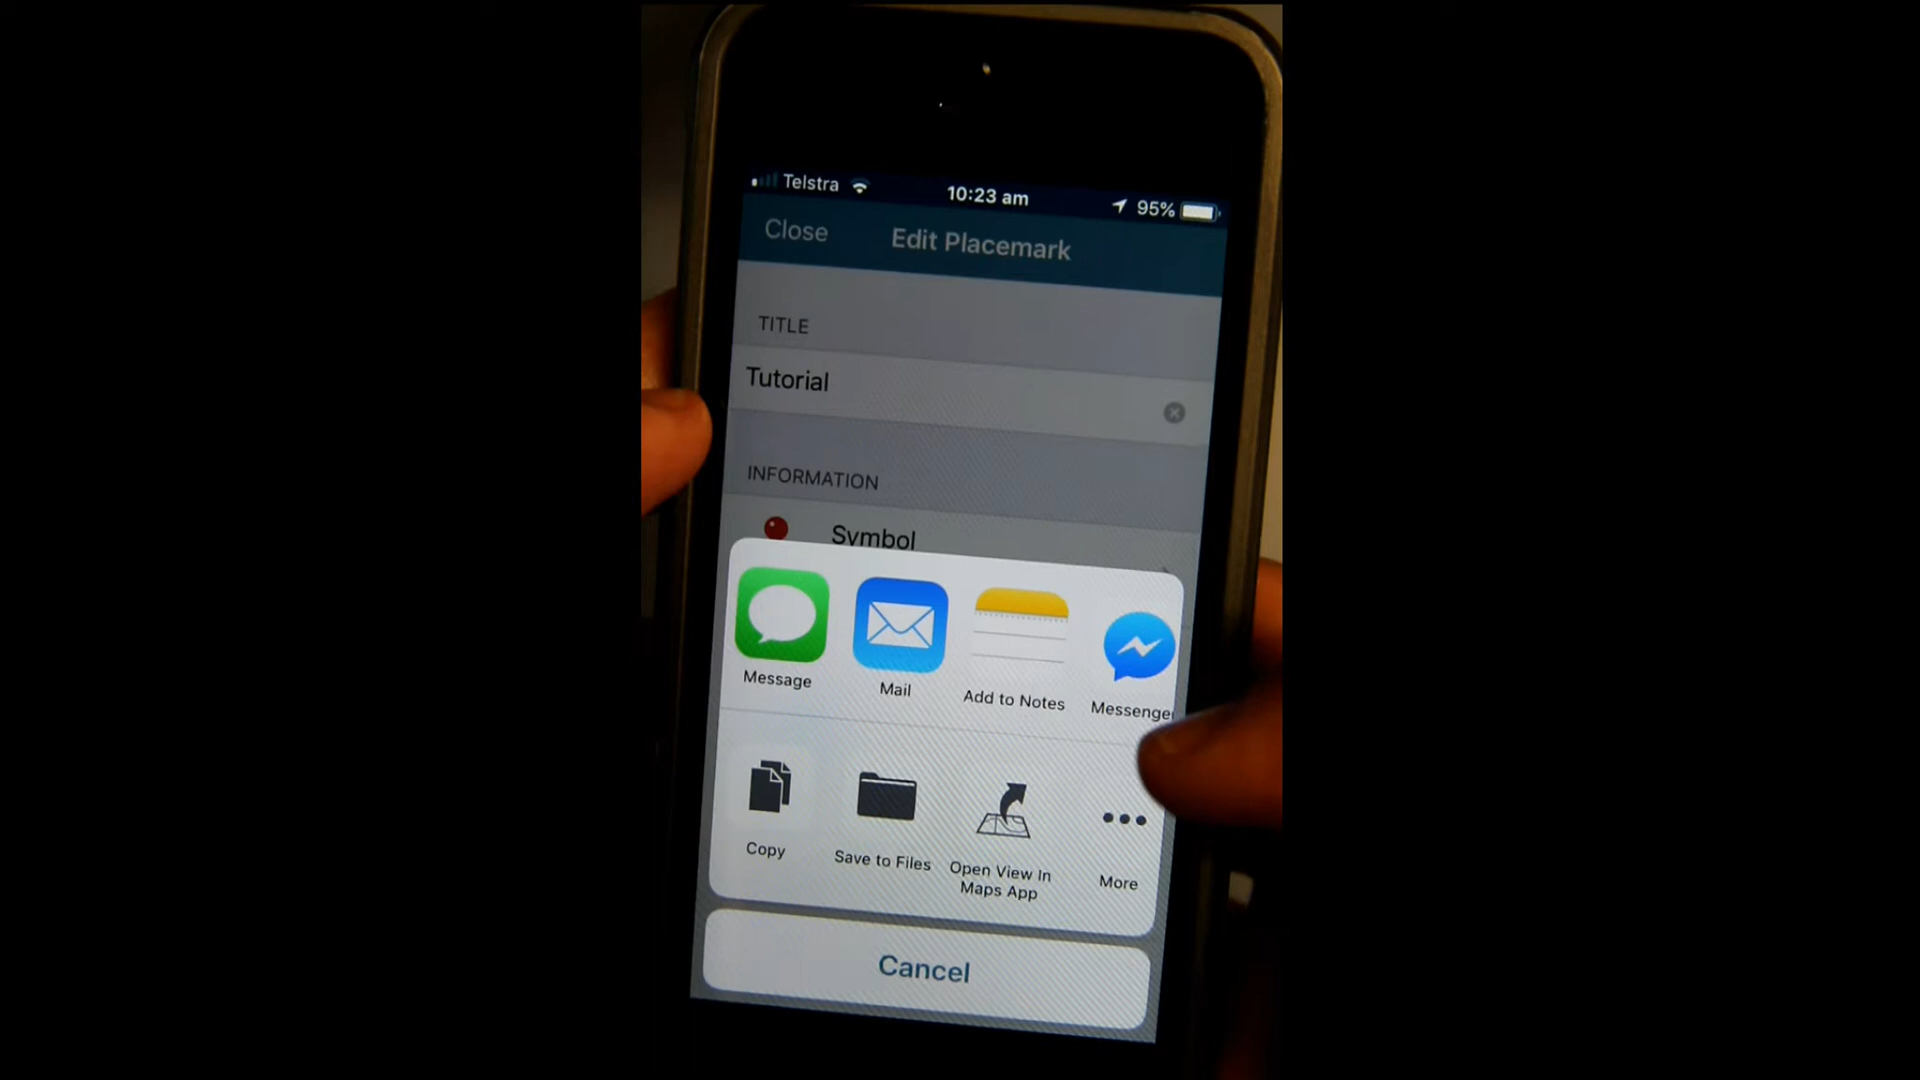 Telstra 10:23 am 95%
Close Edit Placemark
TITLE
Tutorial
INFORMATION
Symbol
Message Mail Add to Notes Messenger
Copy Save to Files Open View In Maps App More
Cancel